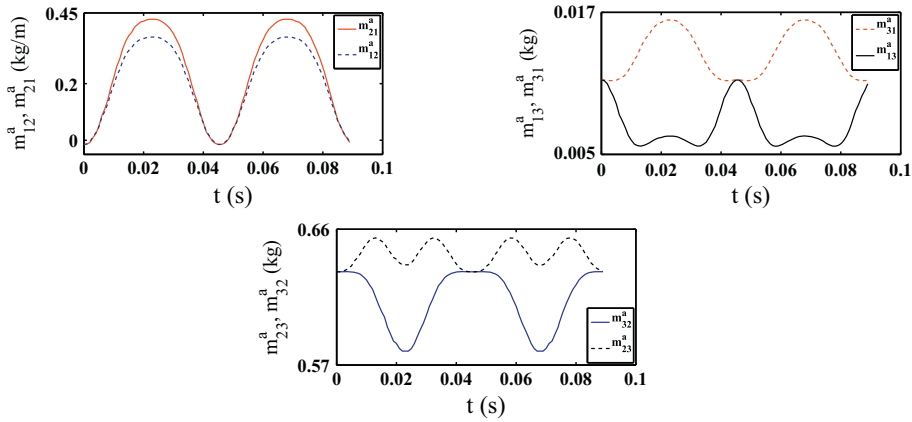 0.45
0.2
0
m^a_12, m^a_21 (kg/m)
m^a_21
m^a_12
0 0.02 0.04 0.06 0.08 0.1
t (s)
0.017
0.005
m^a_13, m^a_31 (kg)
m^a_31
m^a_13
0 0.02 0.04 0.06 0.08 0.1
t (s)
0.66
0.57
m^a_23, m^a_32 (kg)
m^a_32
m^a_23
0 0.02 0.04 0.06 0.08 0.1
t (s)